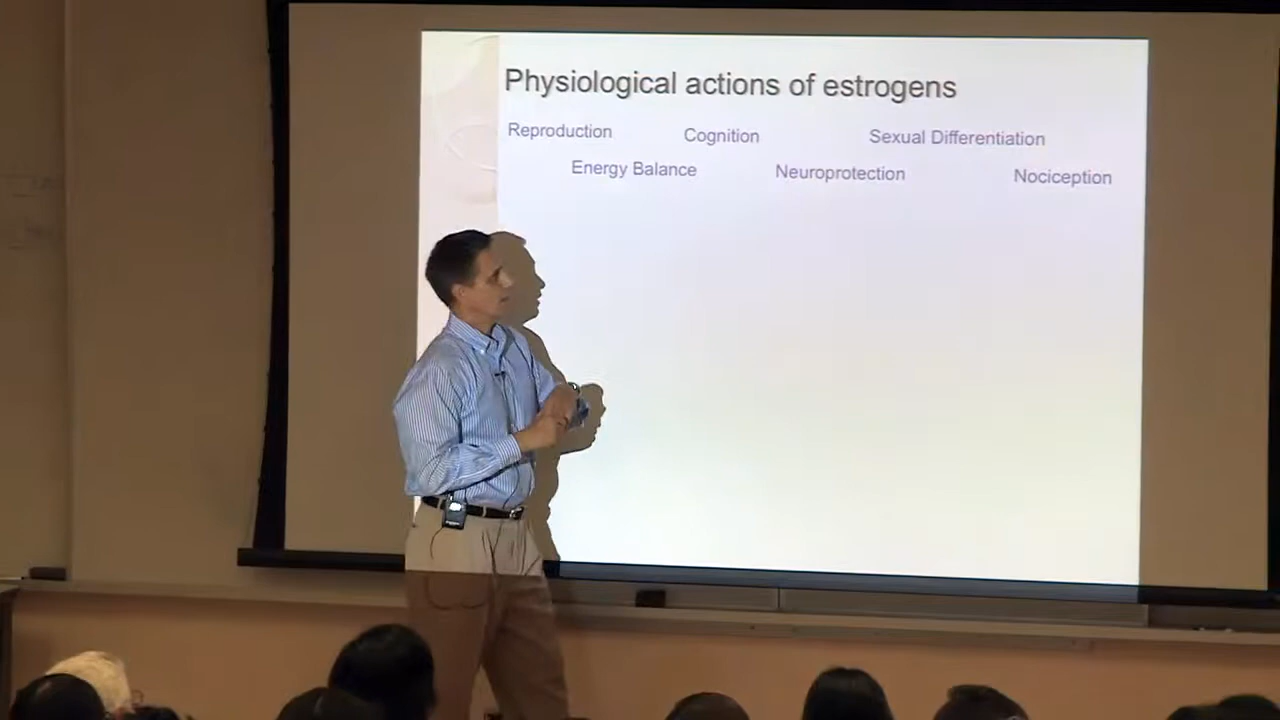 Physiological actions of estrogens
Reproduction Cognition Sexual Differentiation
Energy Balance Neuroprotection Nociception